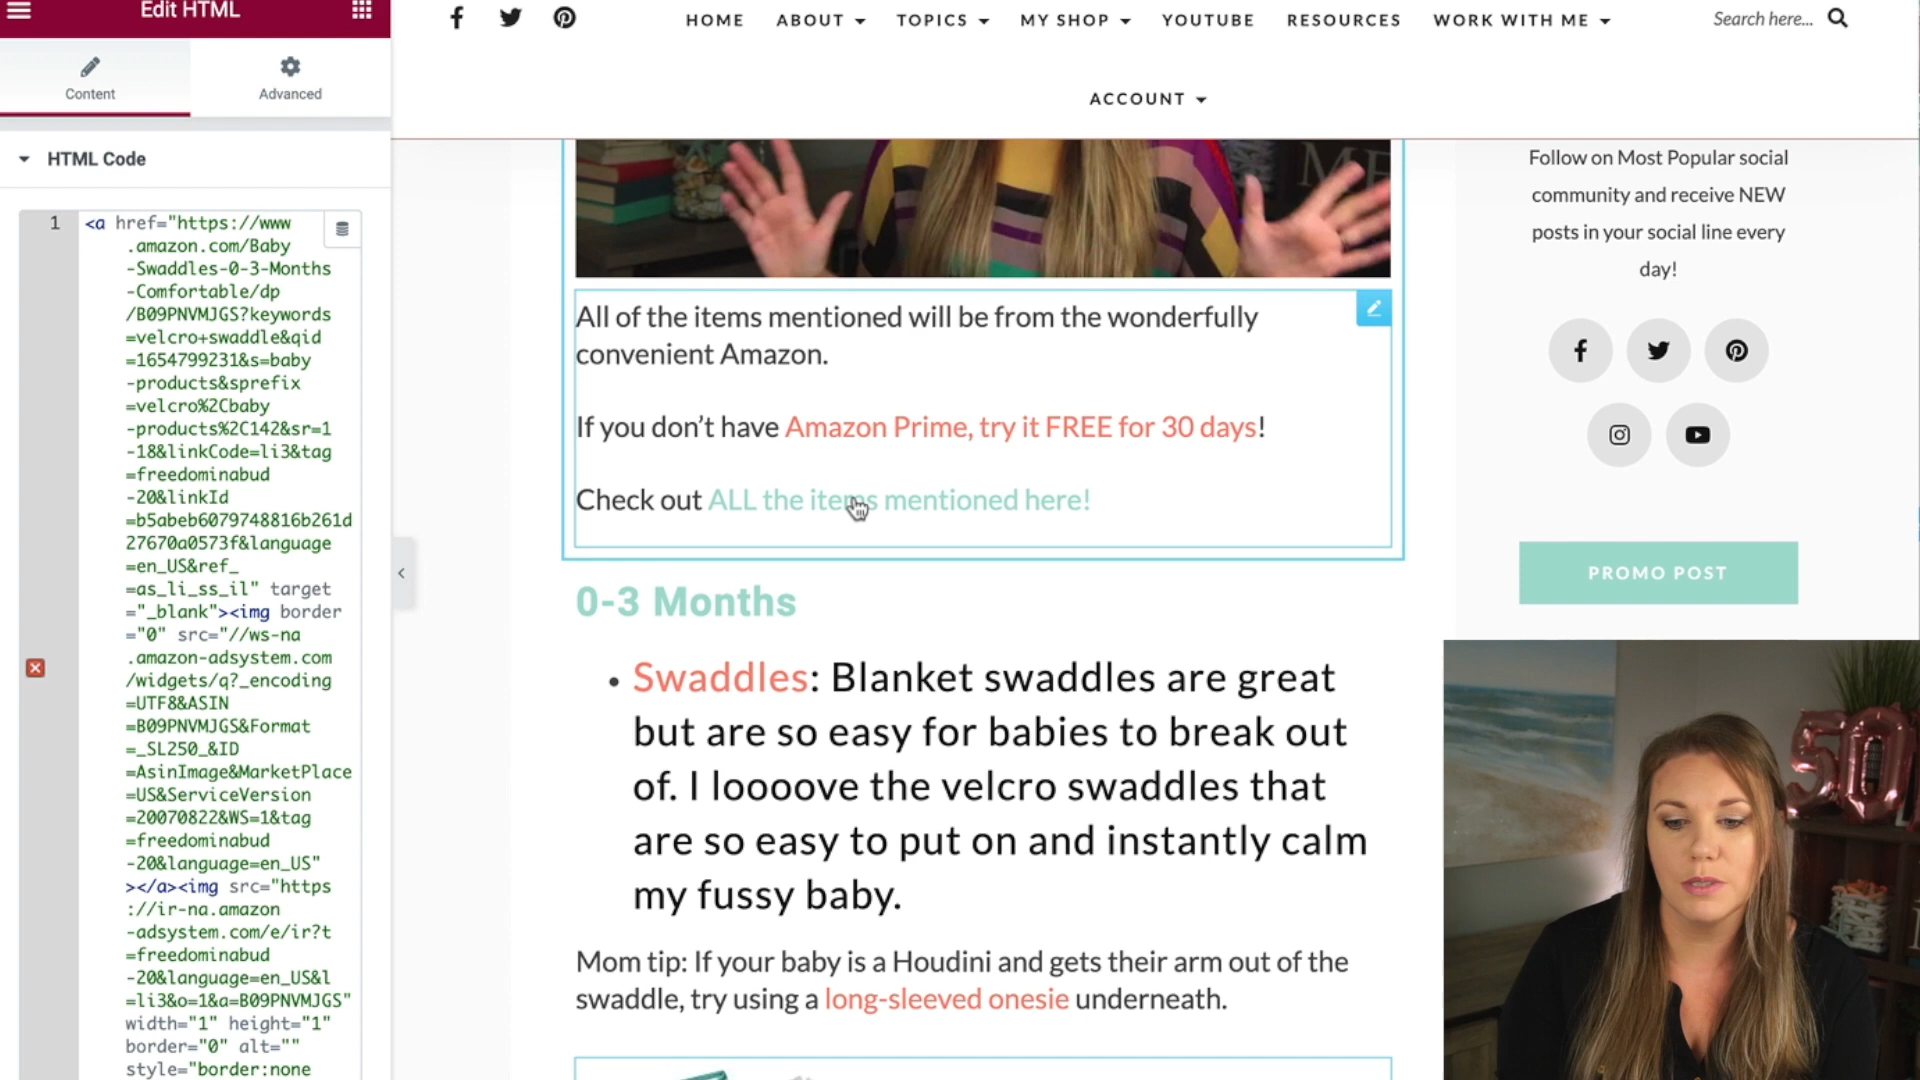 Edit HTML
Content
Advanced
HTML Code
1
<a href="https://www
.amazon.com/Baby
-Swaddles-0-3-Months
-Comfortable/dp
/B09PNVMJGS?keywords
=velcro+swaddle&qid
=1654799231&s=baby
-products&sprefix
=velcro%2Cbaby
-products%2C142&sr=1
-18&linkCode=li3&tag
=freedominabud
-20&linkId
=b5abeb6079748816b261d
27670a0573f&language
=en_US&ref_
=as_li_ss_il" target
="_blank"><img border
="0" src="//ws-na
.amazon-adsystem.com
/widgets/q?_encoding
=UTF8&ASIN
=B09PNVMJGS&Format
=_SL250_&ID
=AsinImage&MarketPlace
=US&ServiceVersion
=20070822&WS=1&tag
=freedominabud
-20&language=en_US"
></a><img src="https
://ir-na.amazon
-adsystem.com/e/ir?t
=freedominabud
-20&language=en_US&l
=li3&o=1&a=B09PNVMJGS"
width="1" height="1"
border="0" alt=""
style="border:none
HOME ABOUT TOPICS MY SHOP YOUTUBE RESOURCES WORK WITH ME
Search here...
ACCOUNT
All of the items mentioned will be from the wonderfully
convenient Amazon.
If you don’t have Amazon Prime, try it FREE for 30 days!
Check out ALL the items mentioned here!
0-3 Months
• Swaddles: Blanket swaddles are great
but are so easy for babies to break out
of. I loooove the velcro swaddles that
are so easy to put on and instantly calm
my fussy baby.
Mom tip: If your baby is a Houdini and gets their arm out of the
swaddle, try using a long-sleeved onesie underneath.
Follow on Most Popular social
community and receive NEW
posts in your social line every
day!
PROMO POST
50